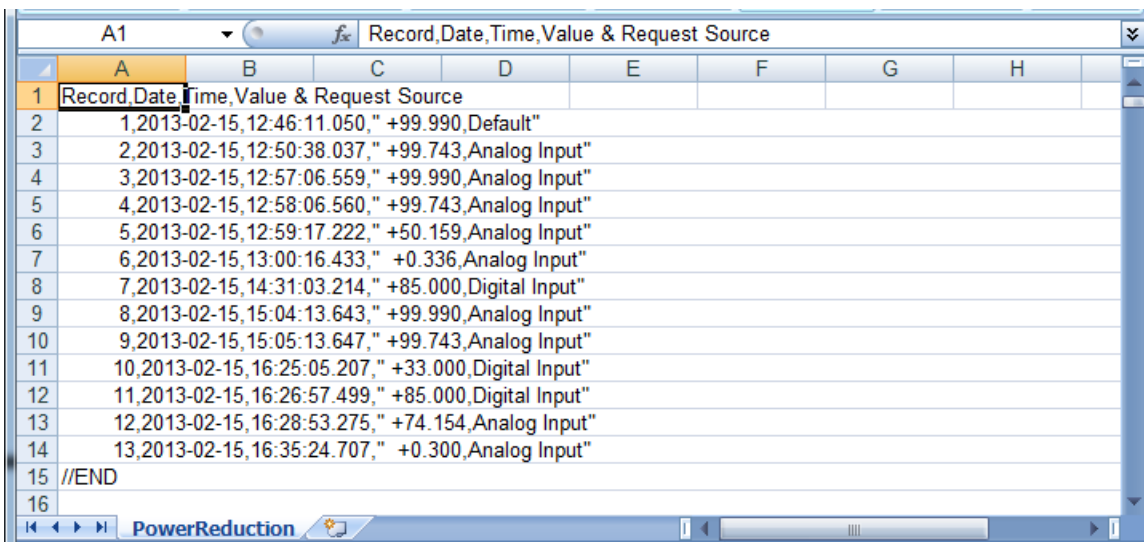 A1 fx Record,Date,Time,Value & Request Source
A B C D E F G H
1 Record,Date,Time,Value & Request Source
2 1,2013-02-15,12:46:11.050," +99.990,Default"
3 2,2013-02-15,12:50:38.037," +99.743,Analog Input"
4 3,2013-02-15,12:57:06.559," +99.990,Analog Input"
5 4,2013-02-15,12:58:06.560," +99.743,Analog Input"
6 5,2013-02-15,12:59:17.222," +50.159,Analog Input"
7 6,2013-02-15,13:00:16.433,"  +0.336,Analog Input"
8 7,2013-02-15,14:31:03.214," +85.000,Digital Input"
9 8,2013-02-15,15:04:13.643," +99.990,Analog Input"
10 9,2013-02-15,15:05:13.647," +99.743,Analog Input"
11 10,2013-02-15,16:25:05.207," +33.000,Digital Input"
12 11,2013-02-15,16:26:57.499," +85.000,Digital Input"
13 12,2013-02-15,16:28:53.275," +74.154,Analog Input"
14 13,2013-02-15,16:35:24.707,"  +0.300,Analog Input"
15 //END
16
PowerReduction